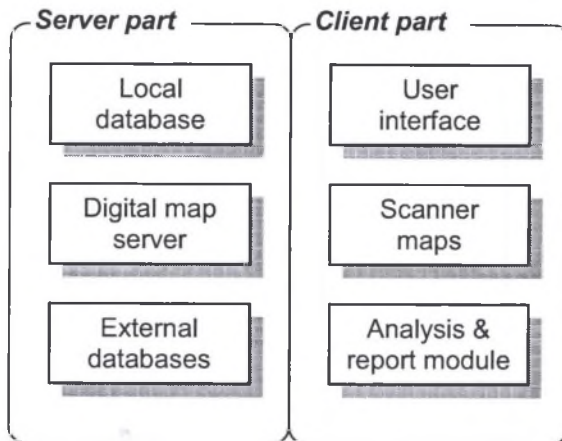 Server part
Local
database
Digital map
server
External
databases
Client part
User
interface
Scanner
maps
Analysis &
report module